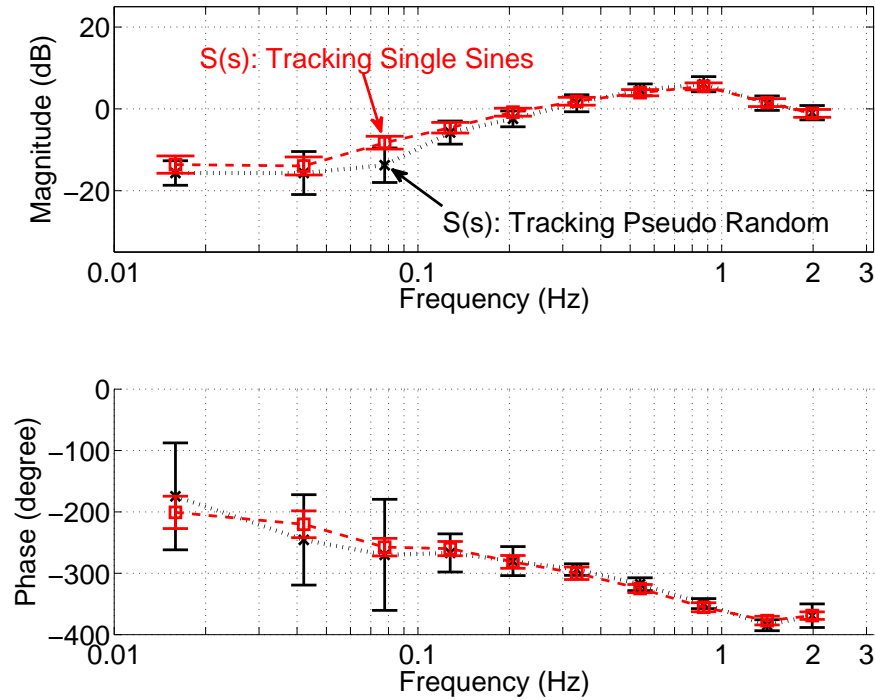 20
0
−20
Magnitude (dB)
S(s): Tracking Single Sines
S(s): Tracking Pseudo Random
0.01 0.1 1 2 3
Frequency (Hz)
0
−100
−200
−300
−400
Phase (degree)
0.01 0.1 1 2 3
Frequency (Hz)